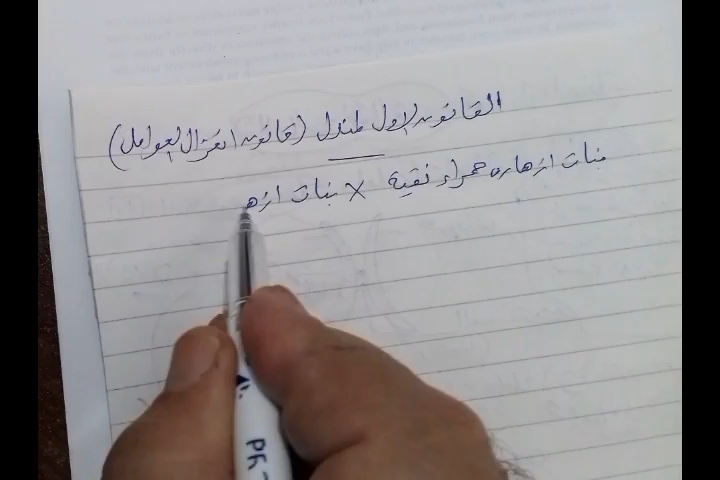 القانون الاول لمندل (قانون انعزال العوامل)
نبات ازهاره حمراء نقية × نبات ازه